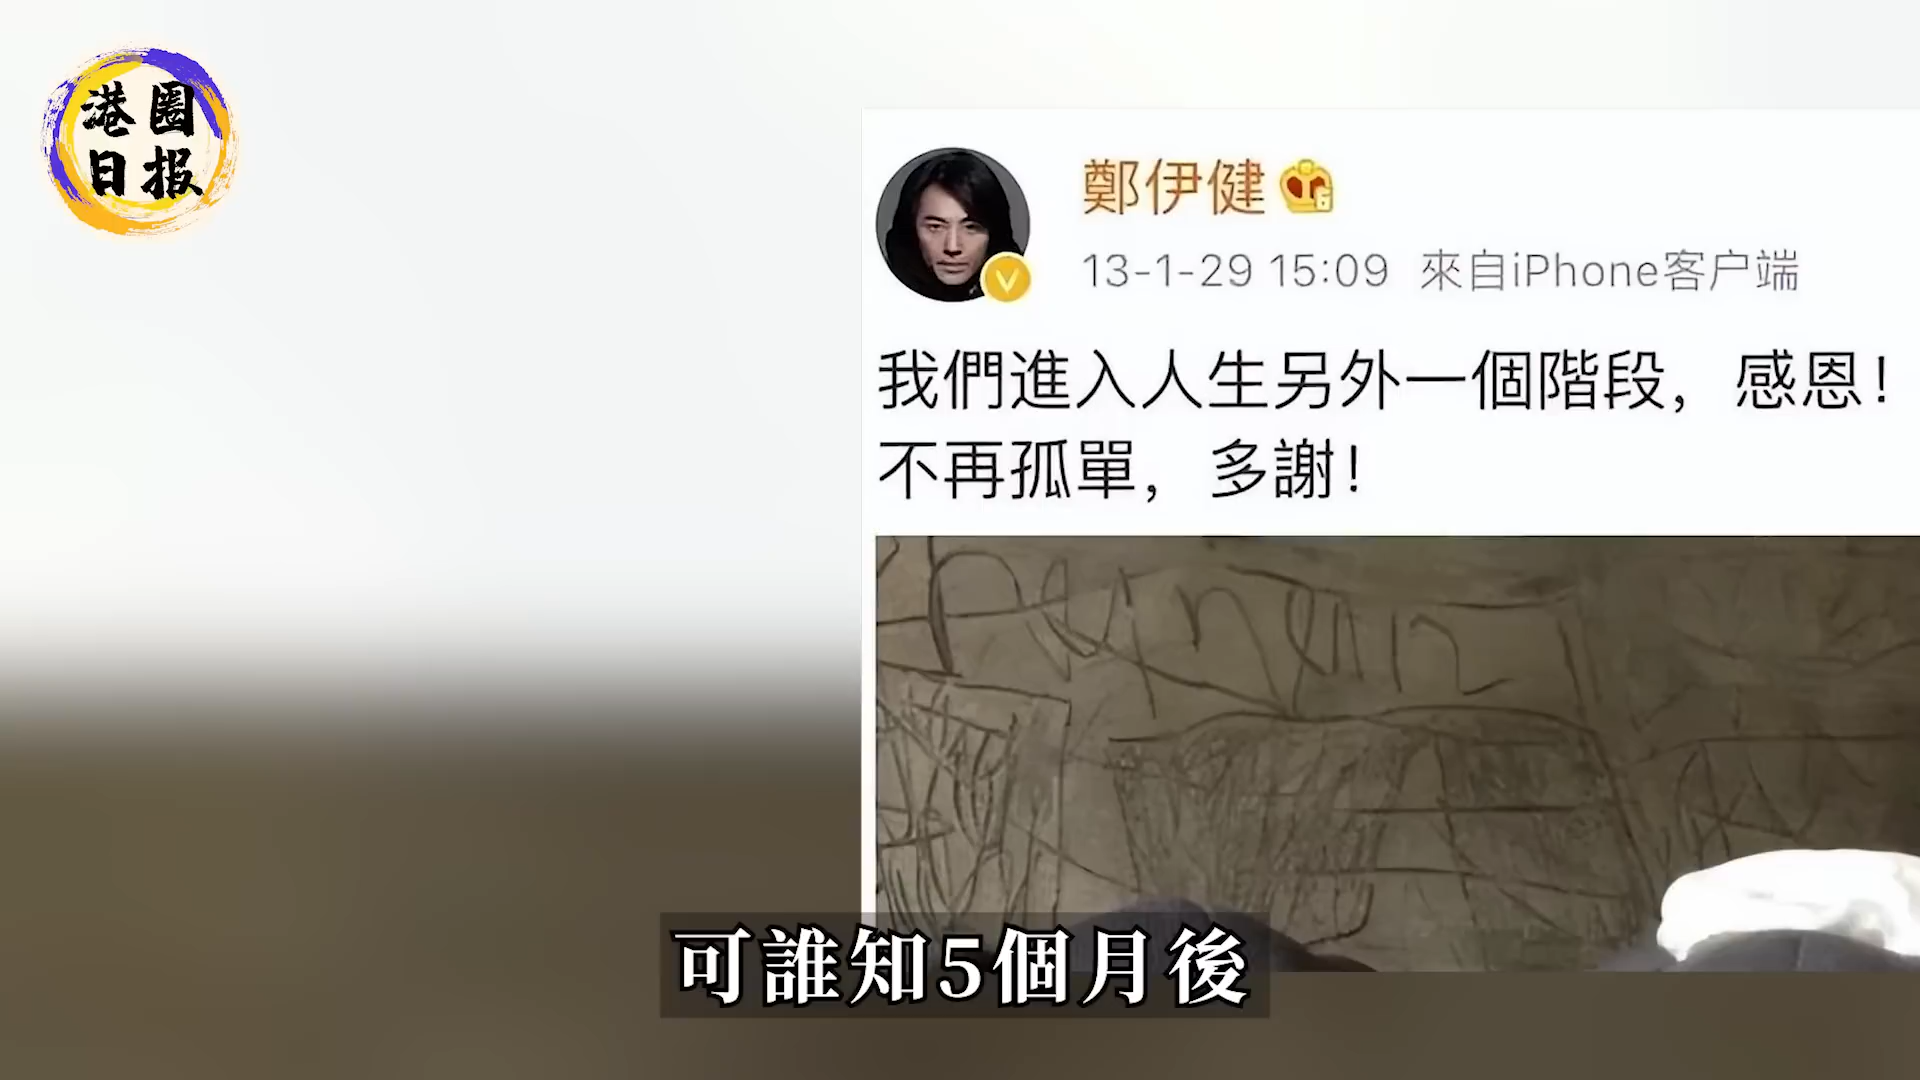 港圈
日报
鄭伊健
13-1-29 15:09 來自iPhone客户端
我們進入人生另外一個階段，感恩！
不再孤單，多謝！
可誰知5個月後